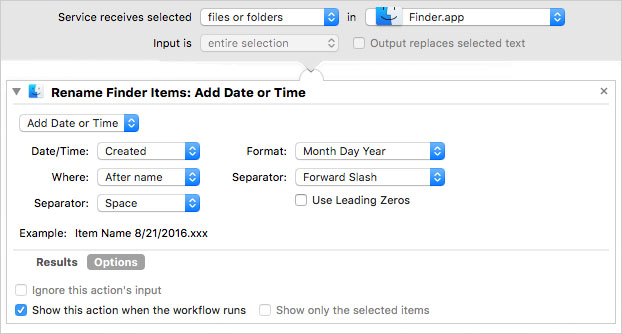 Service receives selected files or folders in Finder.app
Input is entire selection Output replaces selected text
Rename Finder Items: Add Date or Time
Add Date or Time
Date/Time: Created Format: Month Day Year
Where: After name Separator: Forward Slash
Separator: Space Use Leading Zeros
Example: Item Name 8/21/2016.xxx
Results Options
Ignore this action's input
Show this action when the workflow runs Show only the selected items